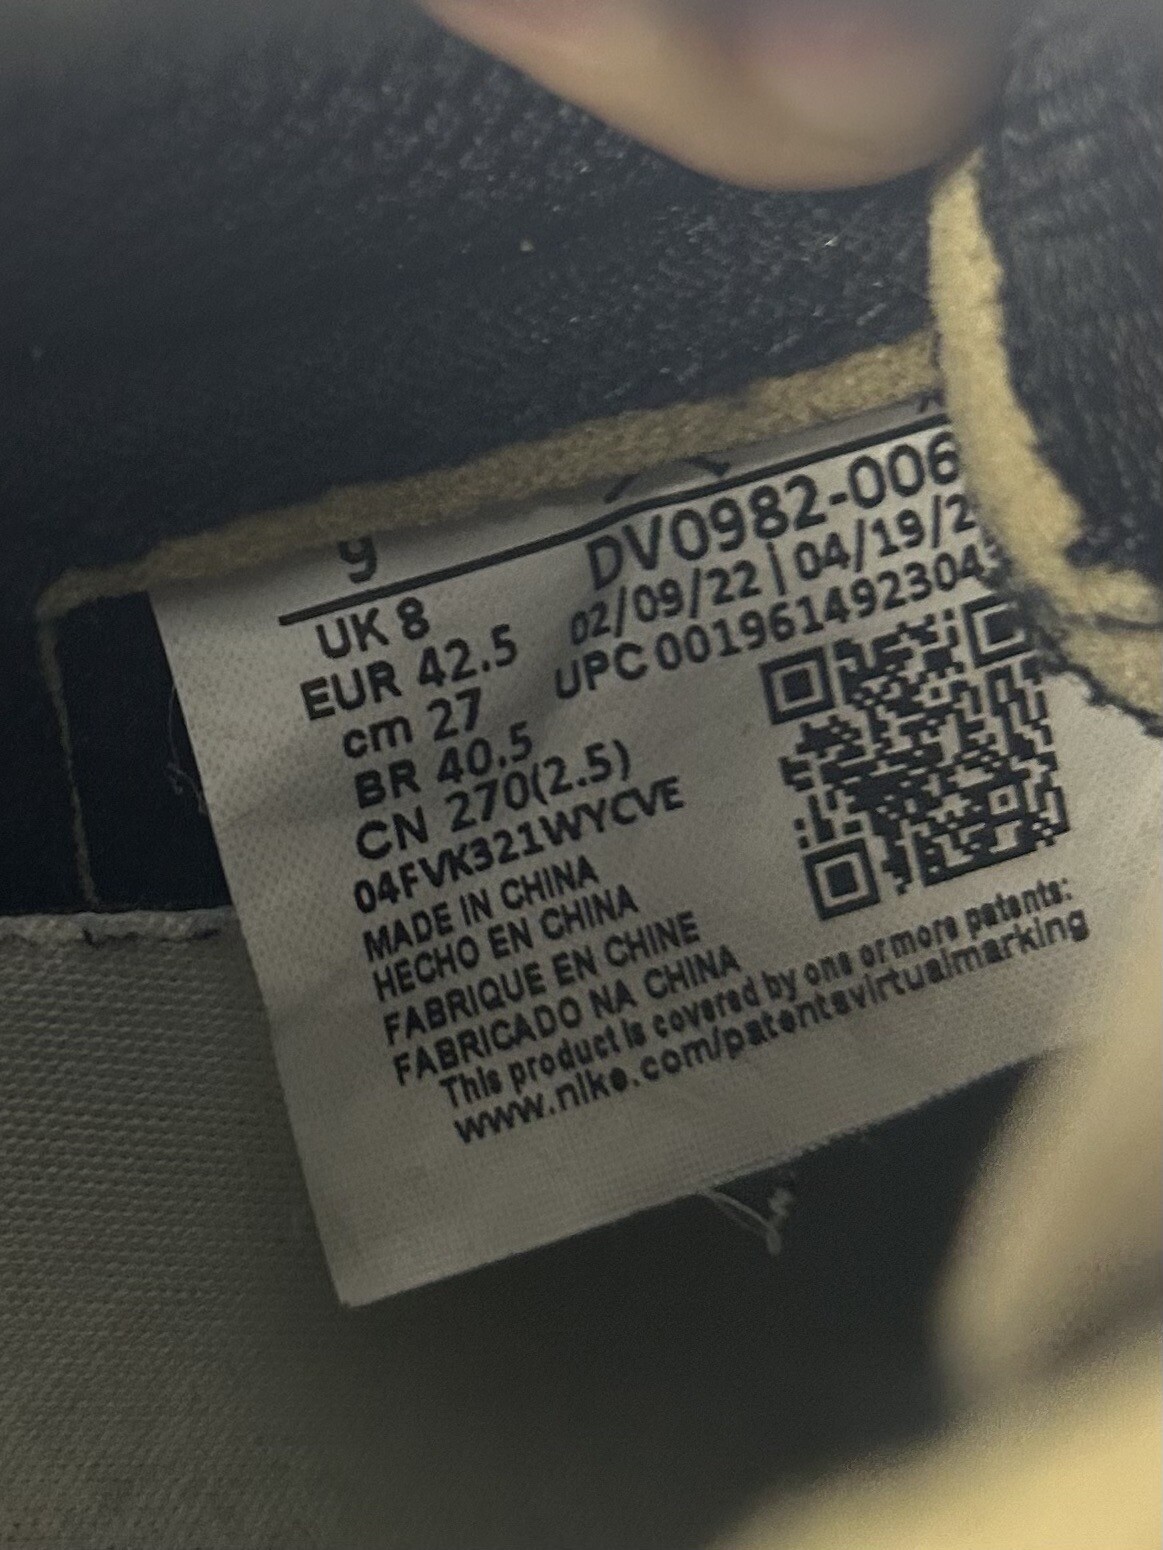 9
UK 8
EUR 42.5
cm 27
BR 40.5
CN 270(2.5)
04FVK321WYCVE
DV0982-006
02/09/22 | 04/19/2
UPC 0019614923043
MADE IN CHINA
HECHO EN CHINA
FABRIQUE EN CHINE
FABRICADO NA CHINA
This product is covered by one or more patents:
www.nike.com/patentsvirtualmarking